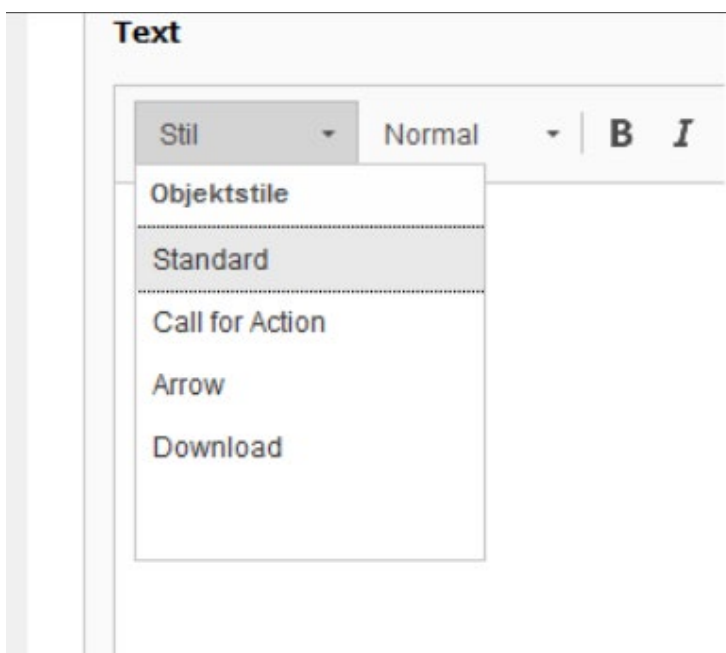 Text
Stil Normal B I
Objektstile
Standard
Call for Action
Arrow
Download